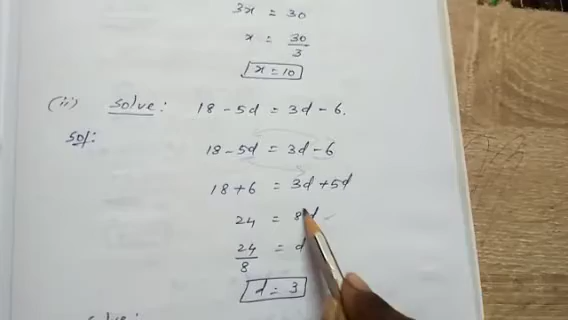 3x = 30
x = 30/3
x = 10
(ii) Solve: 18 - 5d = 3d - 6.
Sol:
18 - 5d = 3d - 6
18 + 6 = 3d + 5d
24 = 8d
24/8 = d
d = 3